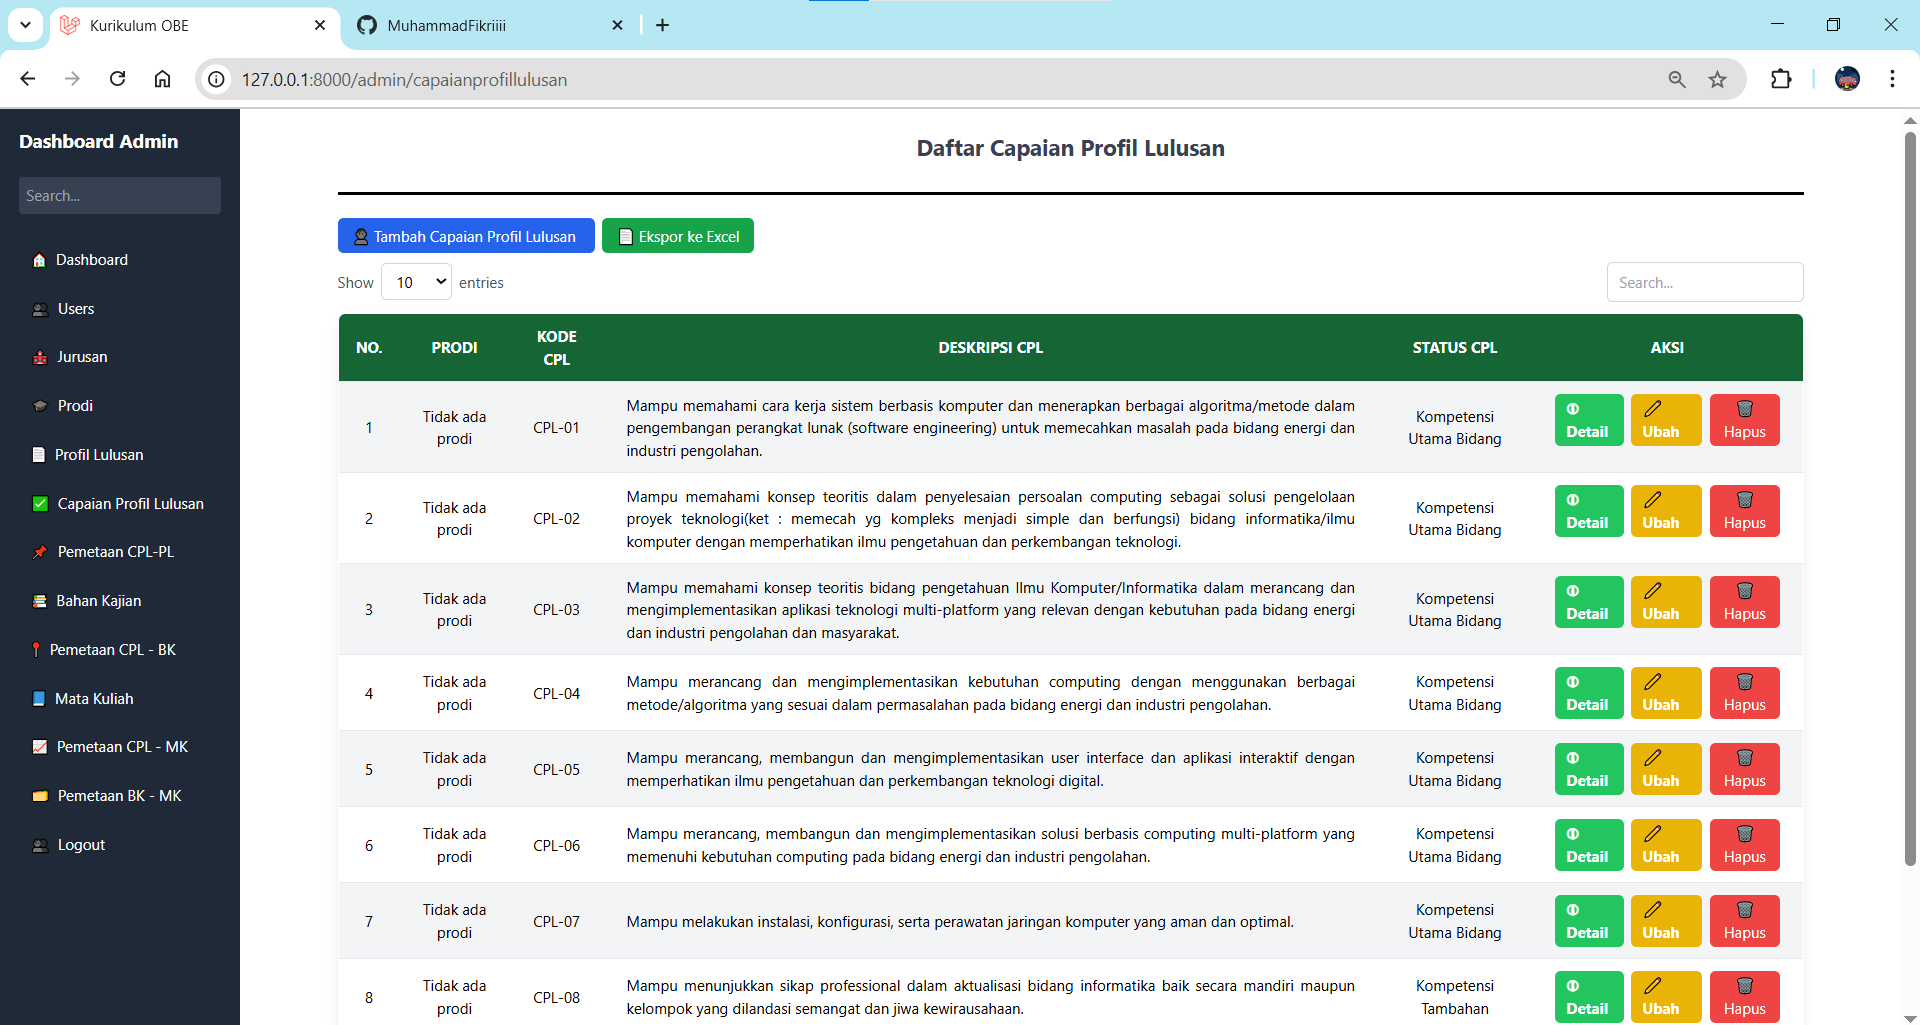 Kurikulum OBE
MuhammadFikriiii
127.0.0.1:8000/admin/capaianprofillulusan
Dashboard Admin
Search...
Dashboard
Users
Jurusan
Prodi
Profil Lulusan
Capaian Profil Lulusan
Pemetaan CPL-PL
Bahan Kajian
Pemetaan CPL - BK
Mata Kuliah
Pemetaan CPL - MK
Pemetaan BK - MK
Logout
Daftar Capaian Profil Lulusan
Tambah Capaian Profil Lulusan
Ekspor ke Excel
Show 10 entries
Search...
NO. PRODI KODE CPL DESKRIPSI CPL STATUS CPL AKSI
1 Tidak ada prodi CPL-01
Mampu memahami cara kerja sistem berbasis komputer dan menerapkan berbagai algoritma/metode dalam
pengembangan perangkat lunak (software engineering) untuk memecahkan masalah pada bidang energi dan
industri pengolahan.
Kompetensi Utama Bidang
Detail Ubah Hapus
2 Tidak ada prodi CPL-02
Mampu memahami konsep teoritis dalam penyelesaian persoalan computing sebagai solusi pengelolaan
proyek teknologi(ket : memecah yg kompleks menjadi simple dan berfungsi) bidang informatika/ilmu
komputer dengan memperhatikan ilmu pengetahuan dan perkembangan teknologi.
Kompetensi Utama Bidang
Detail Ubah Hapus
3 Tidak ada prodi CPL-03
Mampu memahami konsep teoritis bidang pengetahuan Ilmu Komputer/Informatika dalam merancang dan
mengimplementasikan aplikasi teknologi multi-platform yang relevan dengan kebutuhan pada bidang energi
dan industri pengolahan dan masyarakat.
Kompetensi Utama Bidang
Detail Ubah Hapus
4 Tidak ada prodi CPL-04
Mampu merancang dan mengimplementasikan kebutuhan computing dengan menggunakan berbagai
metode/algoritma yang sesuai dalam permasalahan pada bidang energi dan industri pengolahan.
Kompetensi Utama Bidang
Detail Ubah Hapus
5 Tidak ada prodi CPL-05
Mampu merancang, membangun dan mengimplementasikan user interface dan aplikasi interaktif dengan
memperhatikan ilmu pengetahuan dan perkembangan teknologi digital.
Kompetensi Utama Bidang
Detail Ubah Hapus
6 Tidak ada prodi CPL-06
Mampu merancang, membangun dan mengimplementasikan solusi berbasis computing multi-platform yang
memenuhi kebutuhan computing pada bidang energi dan industri pengolahan.
Kompetensi Utama Bidang
Detail Ubah Hapus
7 Tidak ada prodi CPL-07
Mampu melakukan instalasi, konfigurasi, serta perawatan jaringan komputer yang aman dan optimal.
Kompetensi Utama Bidang
Detail Ubah Hapus
8 Tidak ada prodi CPL-08
Mampu menunjukkan sikap professional dalam aktualisasi bidang informatika baik secara mandiri maupun
kelompok yang dilandasi semangat dan jiwa kewirausahaan.
Kompetensi Tambahan
Detail Ubah Hapus